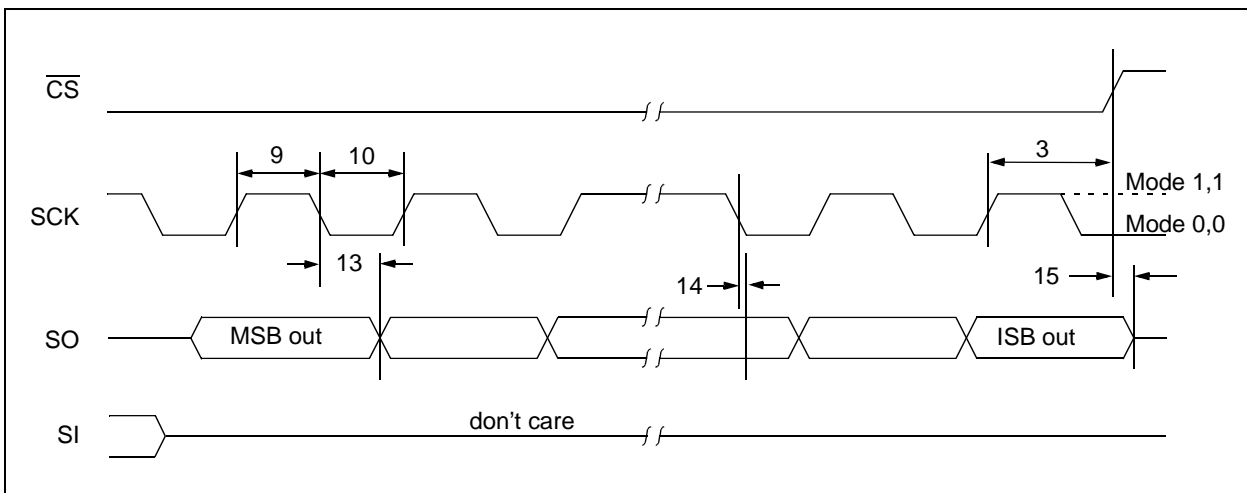 CS
9
10
3
SCK
Mode 1,1
Mode 0,0
13
14
15
SO
MSB out
ISB out
SI
don't care